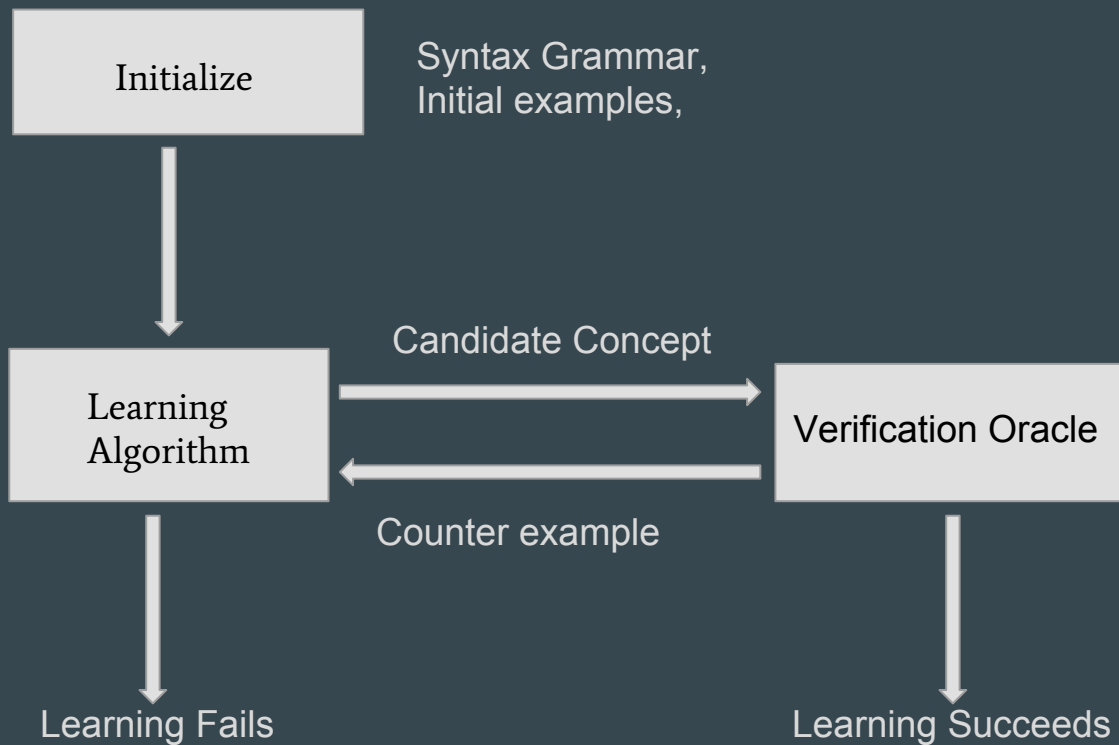 Initialize
Syntax Grammar,
Initial examples,
Candidate Concept
Learning
Algorithm
Verification Oracle
Counter example
Learning Fails
Learning Succeeds